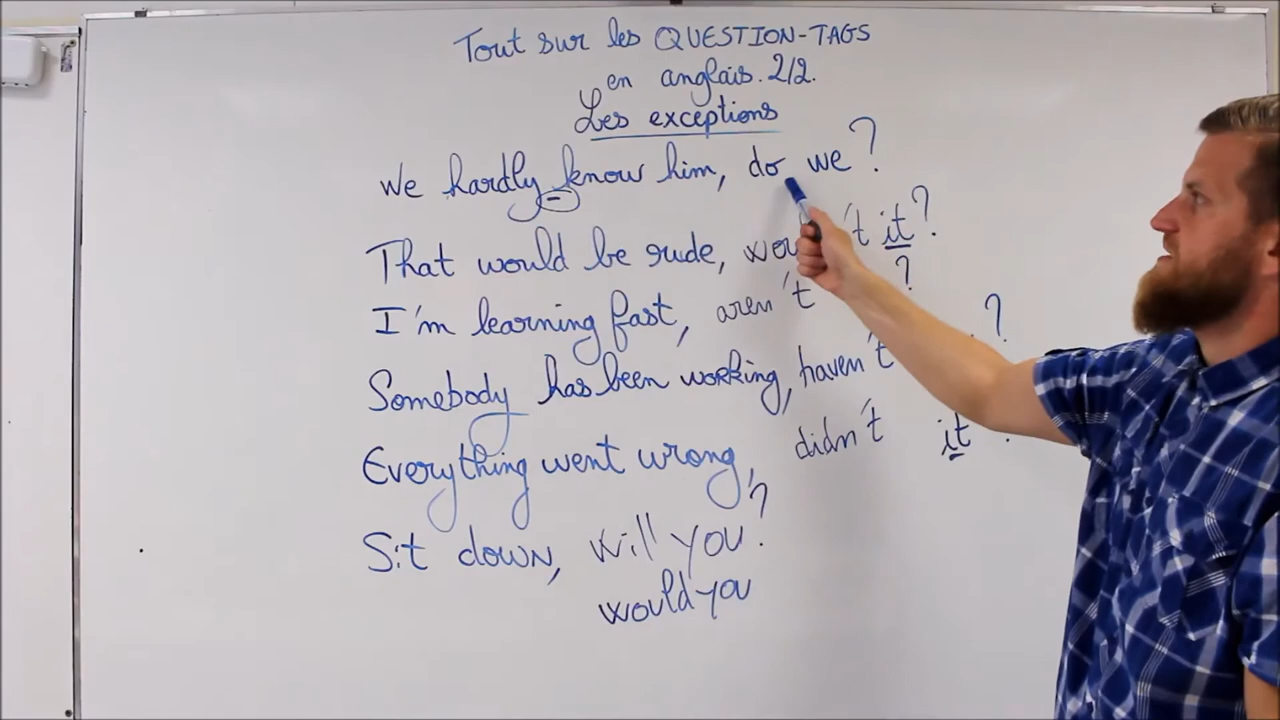 Tout sur les QUESTION-TAGS
en anglais. 2/2.
Les exceptions
We hardly know him, do we?
-
That would be rude, 't it?
I'm learning fast, aren't ?
Somebody has been working, haven't ?
Everything went wrong, didn't it
Sit down, will you?
would you